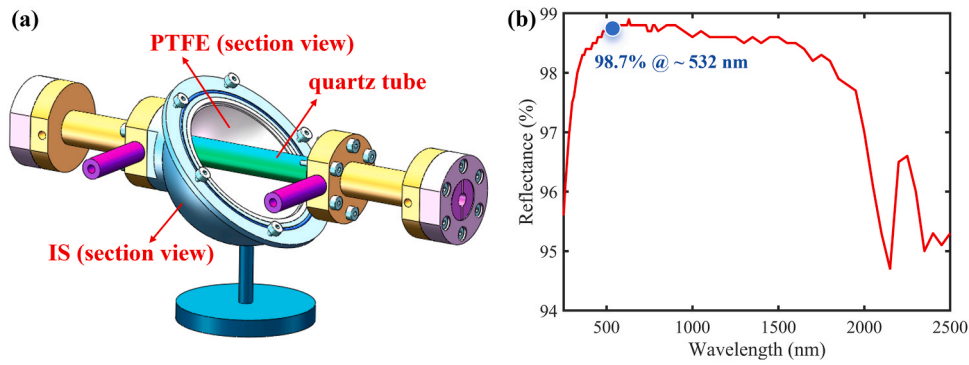 (a)
PTFE (section view)
quartz tube
IS (section view)
(b)
99
98
97
96
95
94
Reflectance (%)
98.7% @ ~ 532 nm
500
1000
1500
2000
2500
Wavelength (nm)